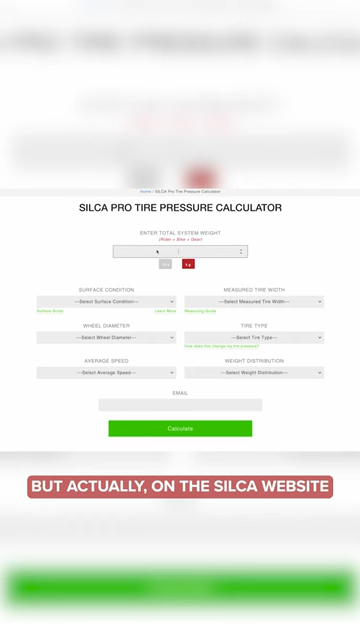 Home / SILCA Pro Tire Pressure Calculator
SILCA PRO TIRE PRESSURE CALCULATOR
ENTER TOTAL SYSTEM WEIGHT
(Rider + Bike + Gear)
SURFACE CONDITION
MEASURED TIRE WIDTH
---Select Surface Condition---
---Select Measured Tire Width---
Surface Guide
Learn More
Measuring Guide
WHEEL DIAMETER
TIRE TYPE
---Select Wheel Diameter---
---Select Tire Type---
How does this change my tire pressure?
AVERAGE SPEED
WEIGHT DISTRIBUTION
---Select Average Speed---
---Select Weight Distribution---
EMAIL
Calculate
BUT ACTUALLY, ON THE SILCA WEBSITE